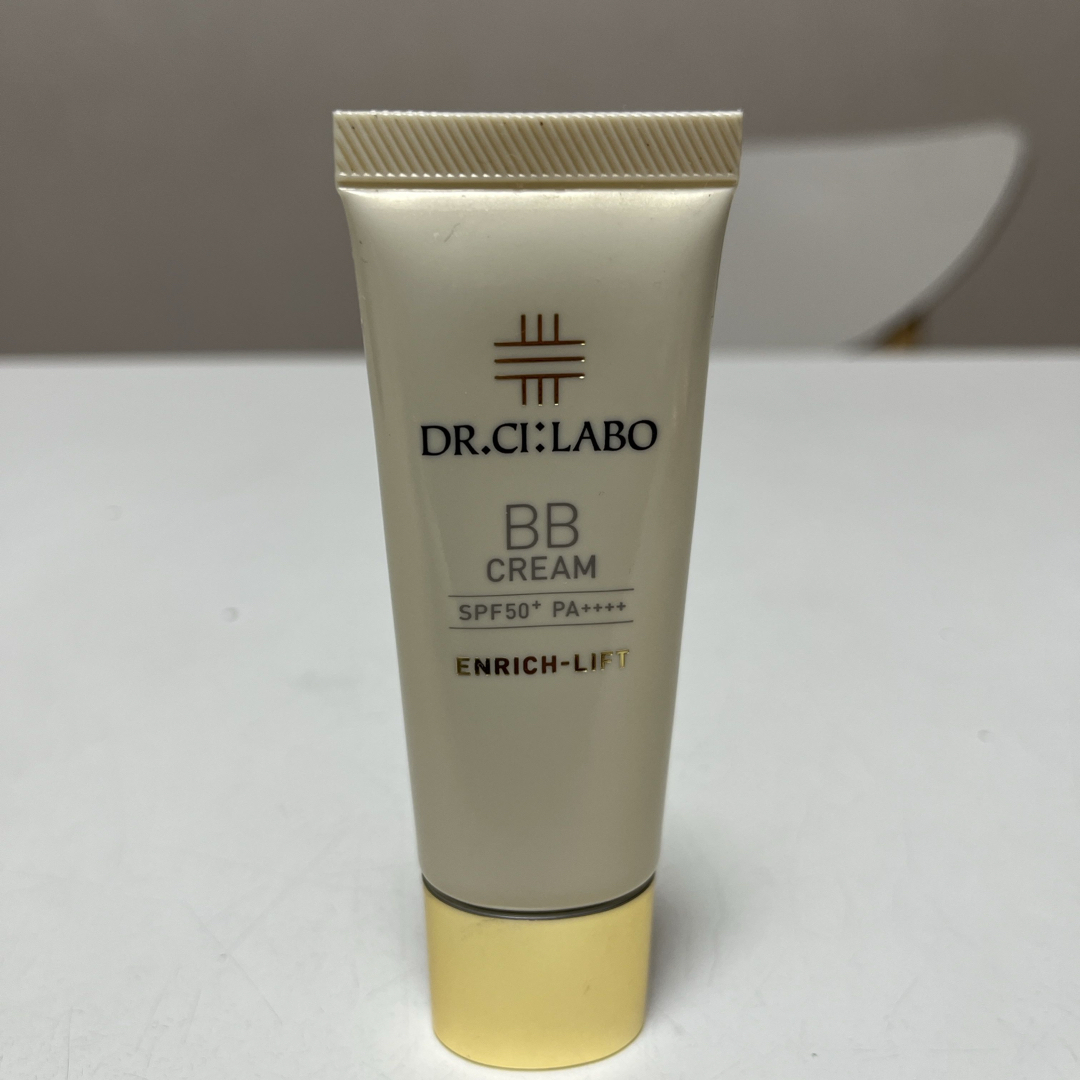 DR.CI:LABO
BB
CREAM
SPF50+ PA++++
ENRICH-LIFT